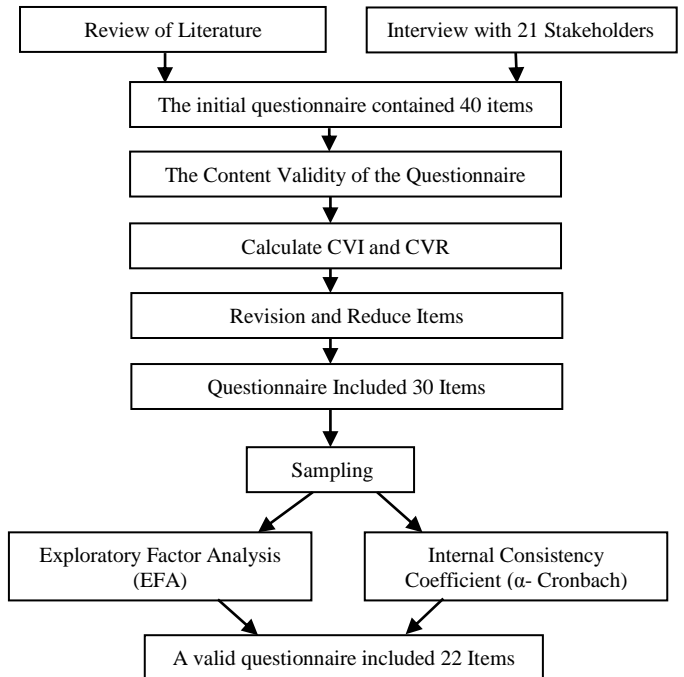 Review of Literature
Interview with 21 Stakeholders
The initial questionnaire contained 40 items
The Content Validity of the Questionnaire
Calculate CVI and CVR
Revision and Reduce Items
Questionnaire Included 30 Items
Sampling
Exploratory Factor Analysis
(EFA)
Internal Consistency
Coefficient (α- Cronbach)
A valid questionnaire included 22 Items